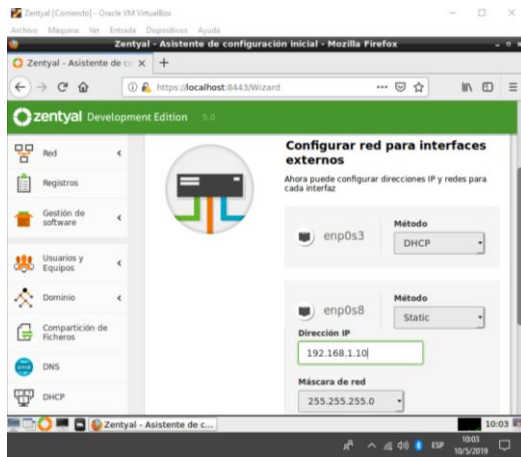 Zentyal [Corriendo] - Oracle VM VirtualBox
Archivo Máquina Ver Entrada Dispositivos Ayuda
Zentyal - Asistente de configuración inicial - Mozilla Firefox
Zentyal - Asistente de co
https://localhost:8443/Wizard
zentyal Development Edition 5.0
Red
Registros
Gestión de
software
Usuarios y
Equipos
Dominio
Compartición de
Ficheros
DNS
DHCP
Configurar red para interfaces
externos
Ahora puede configurar direcciones IP y redes para
cada interfaz
enp0s3
Método
DHCP
enp0s8
Método
Static
Dirección IP
192.168.1.10
Máscara de red
255.255.255.0
Zentyal - Asistente de c...
10:03
ESP
10:03
10/5/2019